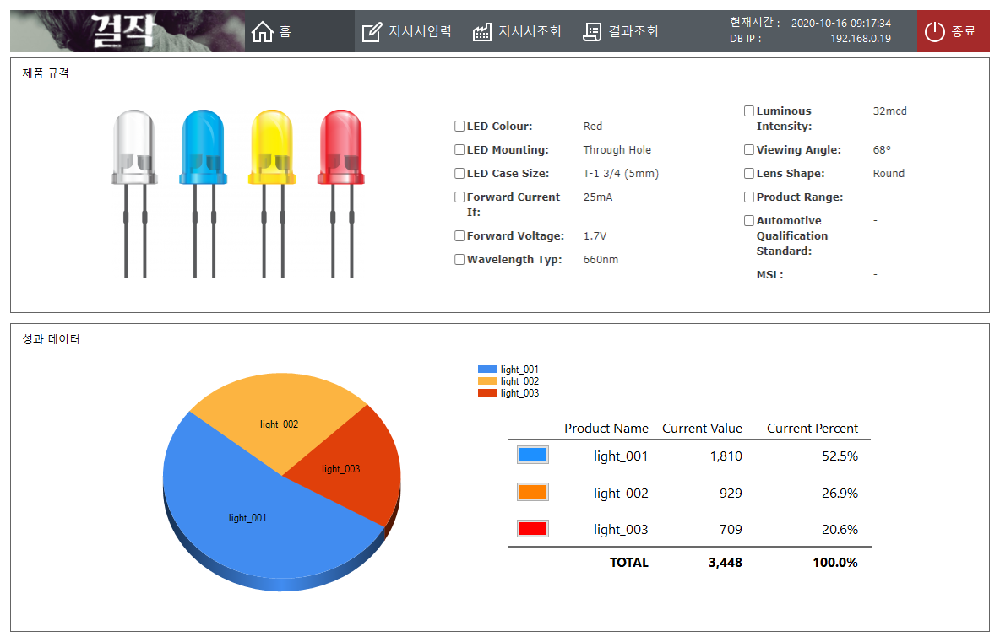 걸작
홈
지시서입력
지시서조회
결과조회
현재시간 : 2020-10-16 09:17:34
DB IP : 192.168.0.19
종료
제품 규격
LED Colour: Red
LED Mounting: Through Hole
LED Case Size: T-1 3/4 (5mm)
Forward Current
If: 25mA
Forward Voltage: 1.7V
Wavelength Typ: 660nm
Luminous
Intensity: 32mcd
Viewing Angle: 68°
Lens Shape: Round
Product Range: -
Automotive
Qualification
Standard: -
MSL: -
성과 데이터
light_001
light_002
light_003
light_002
light_003
light_001
Product Name Current Value Current Percent
light_001 1,810 52.5%
light_002 929 26.9%
light_003 709 20.6%
TOTAL 3,448 100.0%